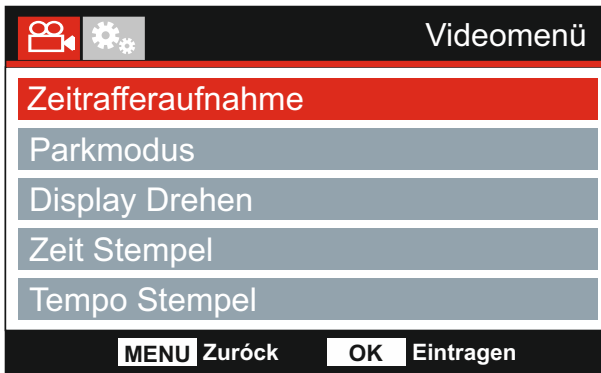 Videomenü
Zeitrafferaufnahme
Parkmodus
Display Drehen
Zeit Stempel
Tempo Stempel
MENU Zuróck OK Eintragen